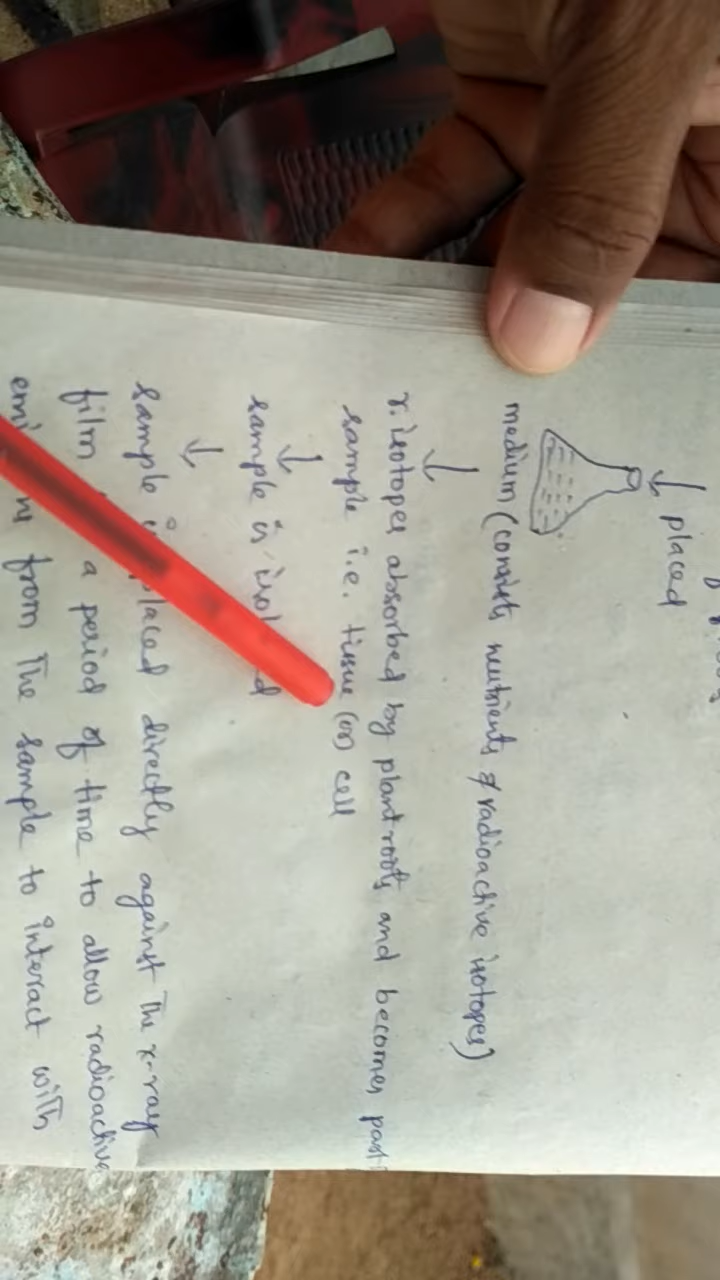 ↓ placed
medium (consists nutrients & radioactive isotopes)
↓
r. isotopes absorbed by plant roots and becomes part
sample i.e. tissue (or) cell
↓
sample is
↓
sample directly against the x-ray
film a period of time to allow radioactive
from the sample to interact with